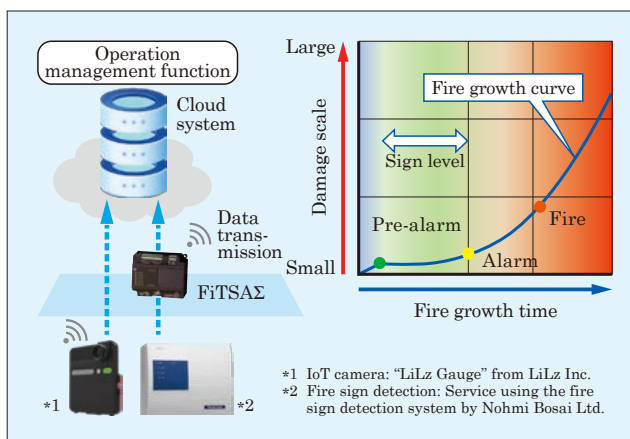 Operation
management function
Cloud
system
Data
trans-
mission
FiTSAΣ
*1
*2
Large
Damage scale
Small
Fire growth curve
Sign level
Pre-alarm
Alarm
Fire
Fire growth time
*1 IoT camera: “LiLz Gauge” from LiLz Inc.
*2 Fire sign detection: Service using the fire
sign detection system by Nohmi Bosai Ltd.